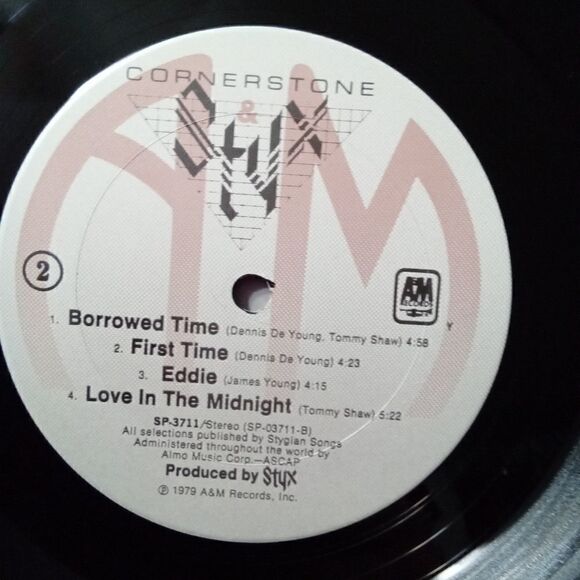 CORNERSTONE
&
Styx
2
A&M
RECORDS
Y
1. Borrowed Time (Dennis De Young, Tommy Shaw) 4:58
2. First Time (Dennis De Young) 4:23
3. Eddie (James Young) 4:15
4. Love In The Midnight (Tommy Shaw) 5:22
SP-3711/Stereo (SP-03711-B)
All selections published by Stygian Songs
Administered throughout the world by
Almo Music Corp.—ASCAP
Produced by Styx
℗ 1979 A&M Records, Inc.